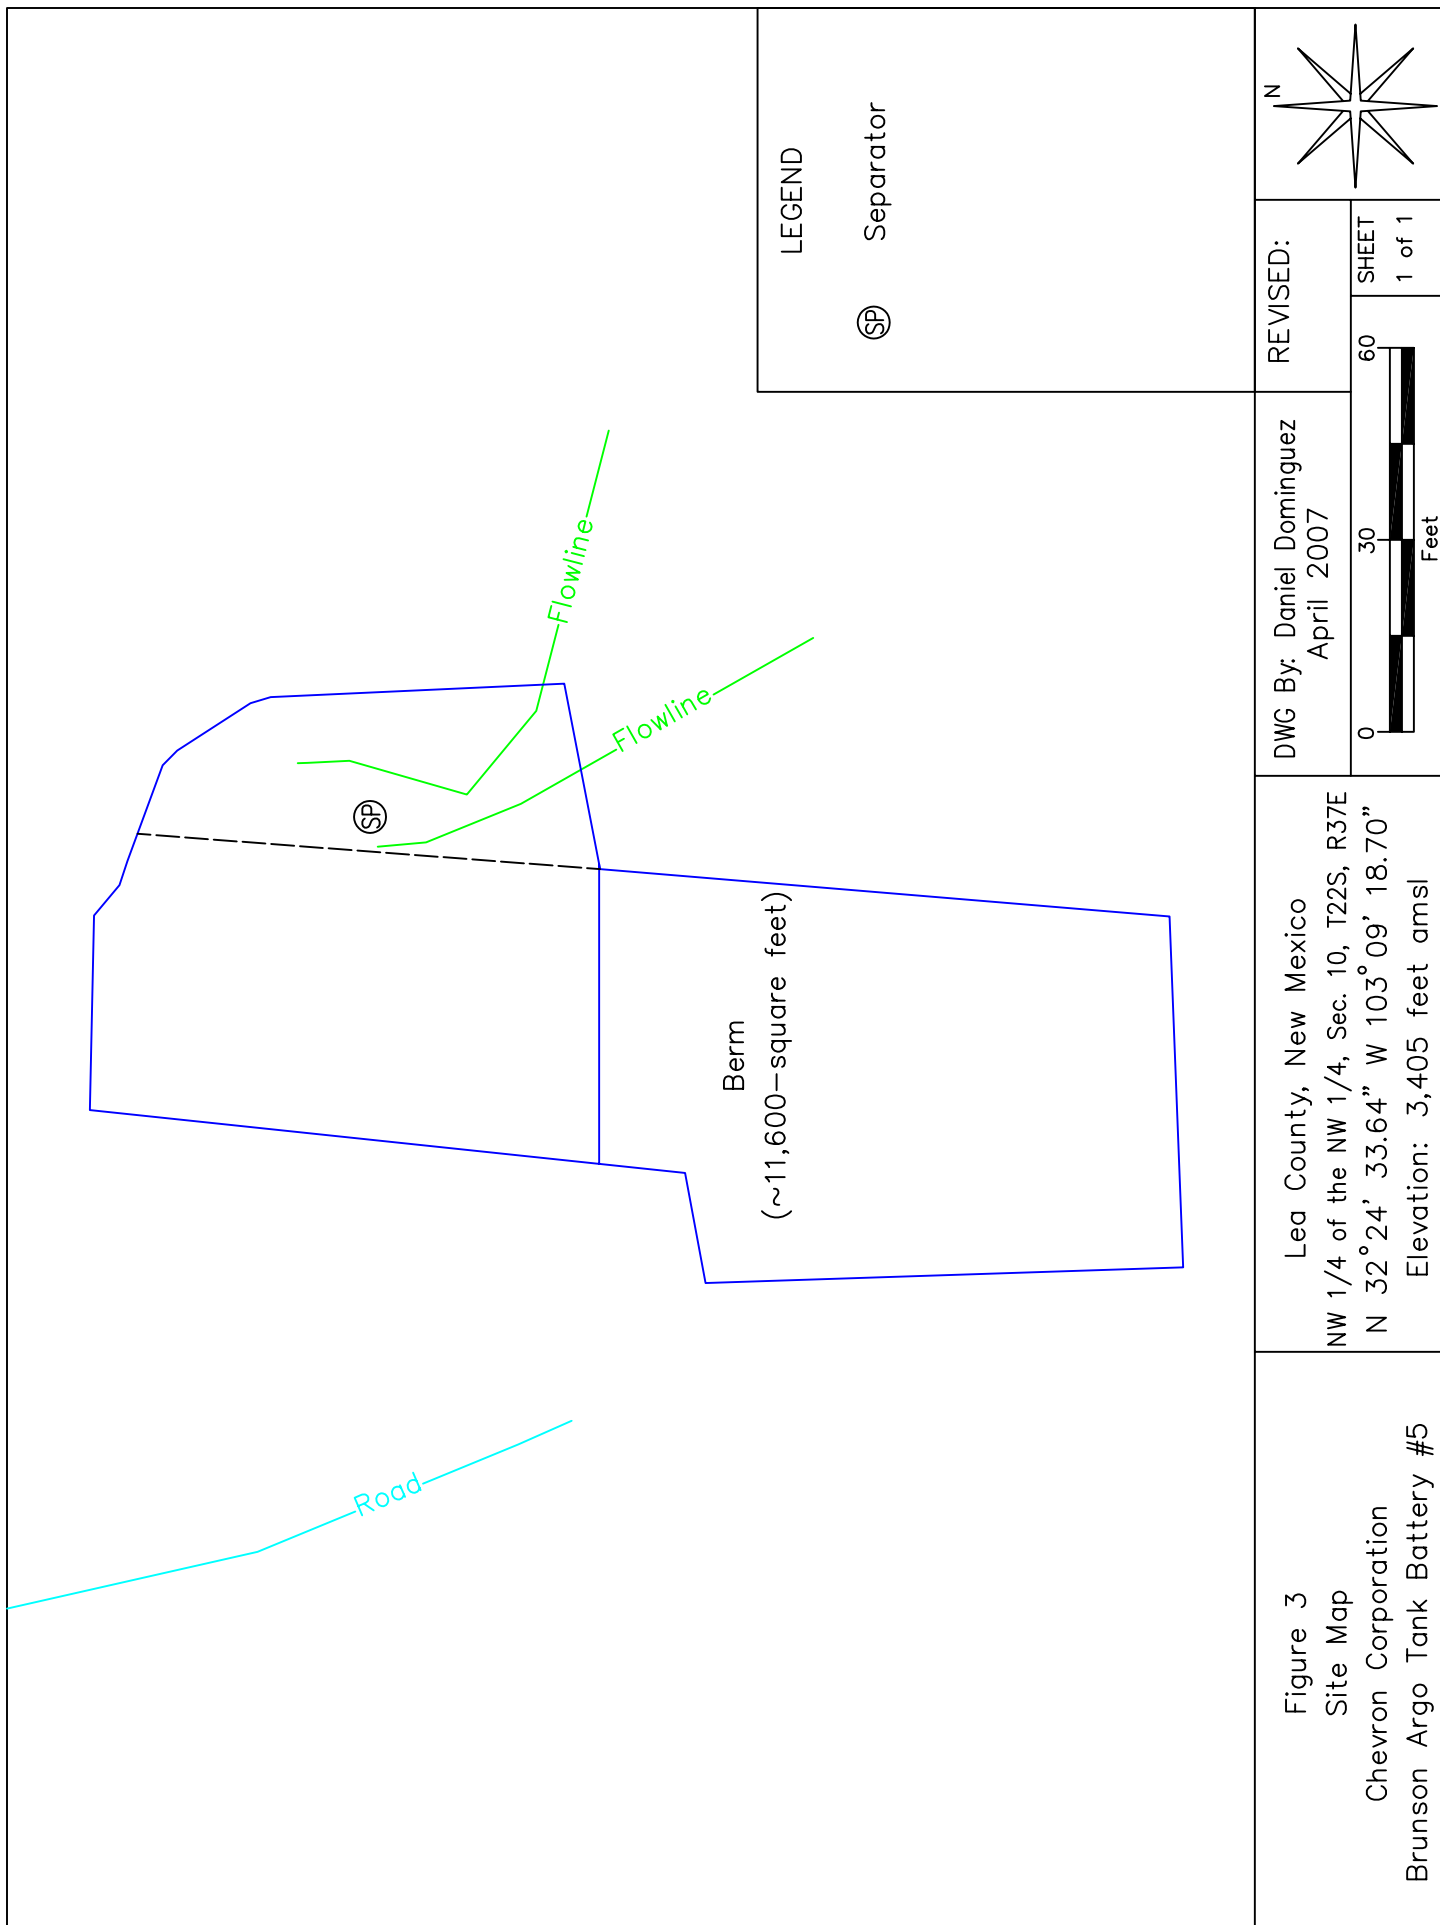 Road
SP
Flowline
Flowline
Berm
(~11,600-square feet)
LEGEND
SP Separator
Figure 3
Site Map
Chevron Corporation
Brunson Argo Tank Battery #5
Lea County, New Mexico
NW 1/4 of the NW 1/4, Sec. 10, T22S, R37E
N 32° 24' 33.64" W 103° 09' 18.70"
Elevation: 3,405 feet amsl
DWG By: Daniel Dominguez
April 2007
REVISED:
0 30 60
Feet
SHEET
1 of 1
N